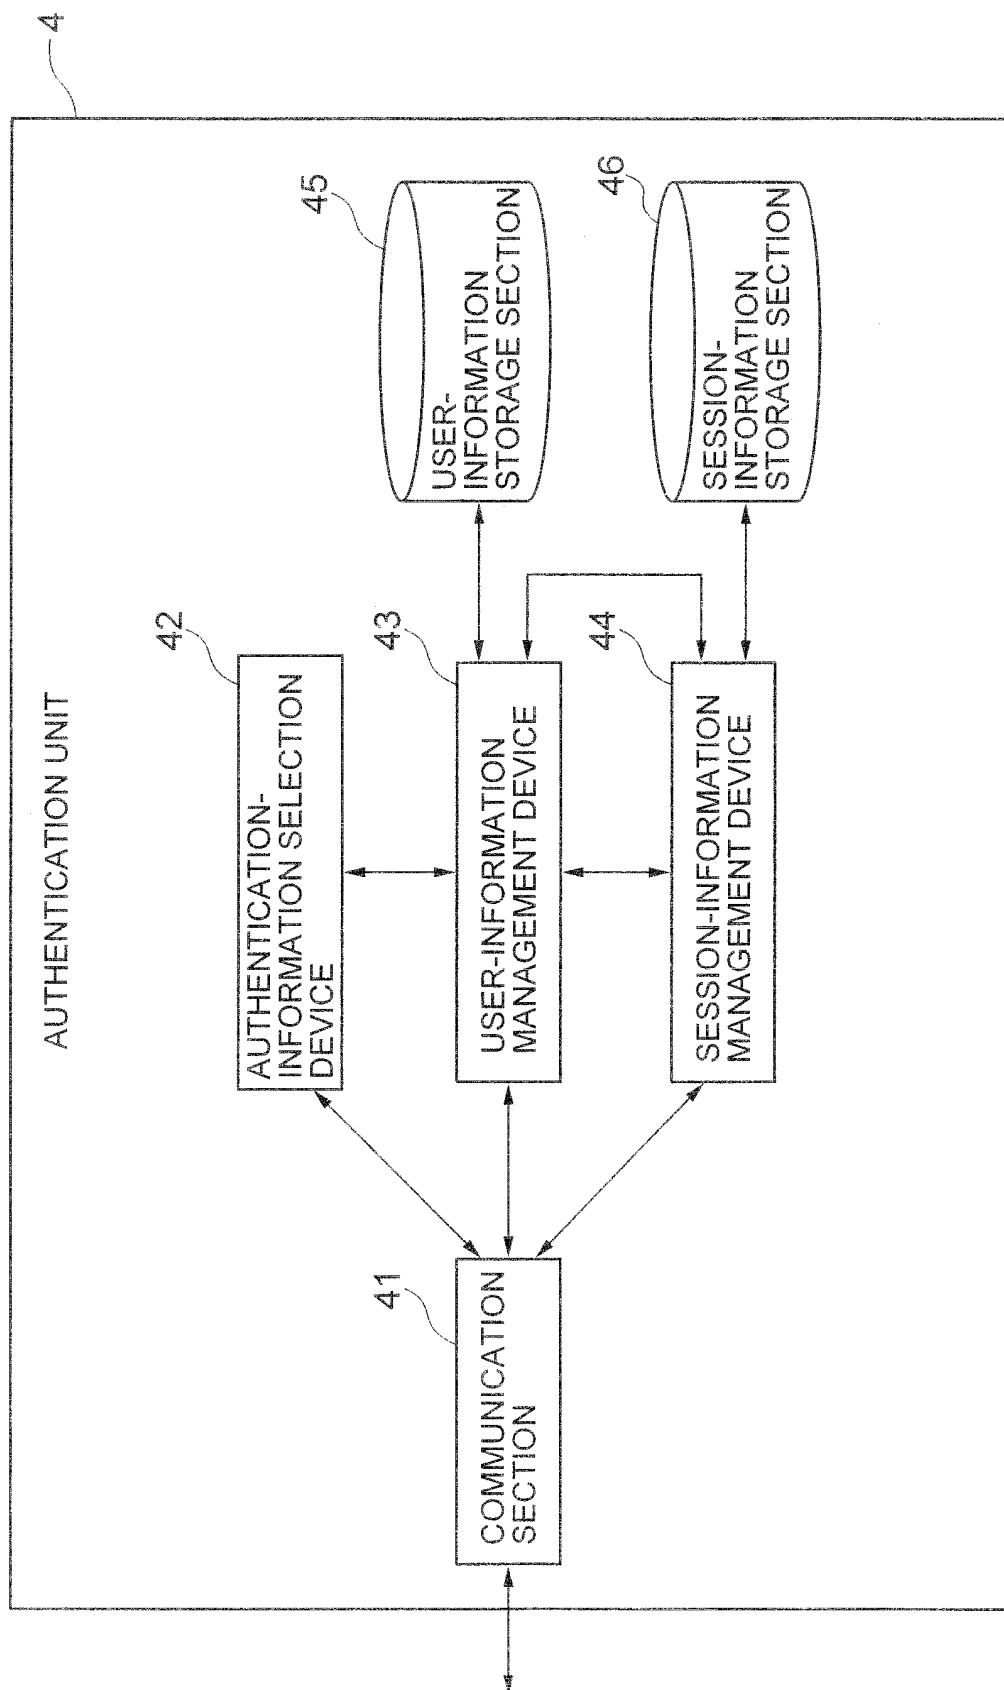 4
AUTHENTICATION UNIT
42
AUTHENTICATION-
INFORMATION SELECTION
DEVICE
45
USER-
INFORMATION
STORAGE SECTION
41
COMMUNICATION
SECTION
43
USER-INFORMATION
MANAGEMENT DEVICE
46
SESSION-
INFORMATION
STORAGE SECTION
44
SESSION-INFORMATION
MANAGEMENT DEVICE